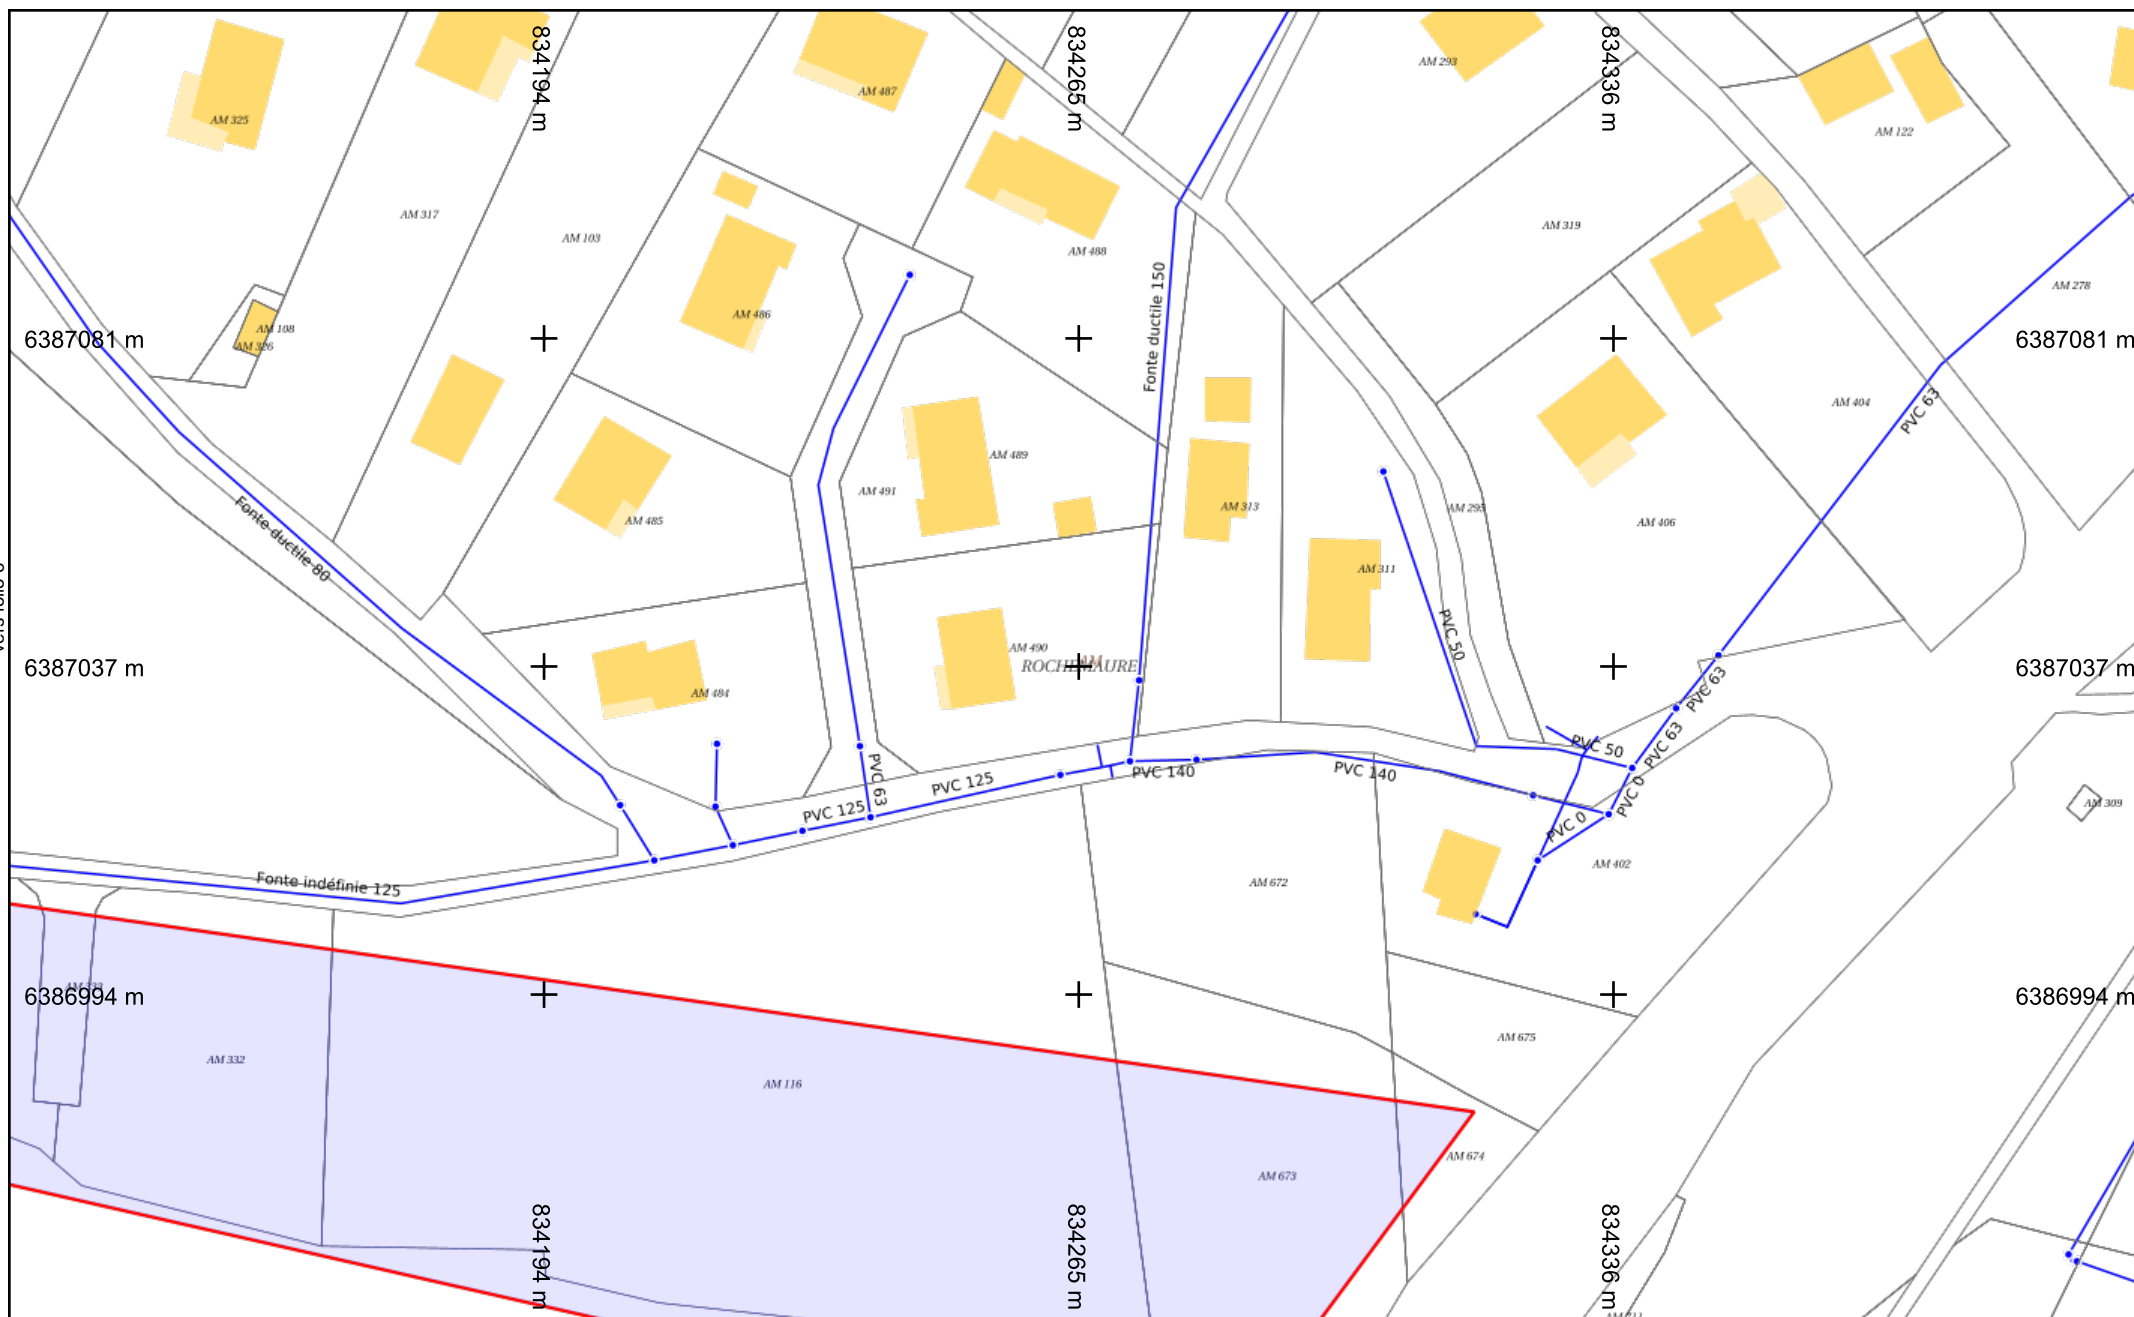 834194 m
834265 m
834336 m
AM 293
AM 487
AM 325
AM 122
AM 317
AM 103
AM 488
AM 319
AM 278
AM 486
AM 108
AM 326
6387081 m
6387081 m
Fonte ductile 150
AM 404
PVC 63
AM 489
AM 491
AM 485
AM 313
AM 295
AM 406
Fonte ductile 80
AM 311
PVC 50
AM 490
AM
ROCHEMAURE
6387037 m
6387037 m
AM 484
PVC 63
PVC 63
PVC 50
PVC 63
PVC 125
PVC 125
PVC 140
PVC 140
PVC 0
PVC 0
AM 309
AM 402
Fonte indéfinie 125
AM 672
AM 333
6386994 m
6386994 m
AM 675
AM 332
AM 116
AM 674
AM 673
834194 m
834265 m
834336 m